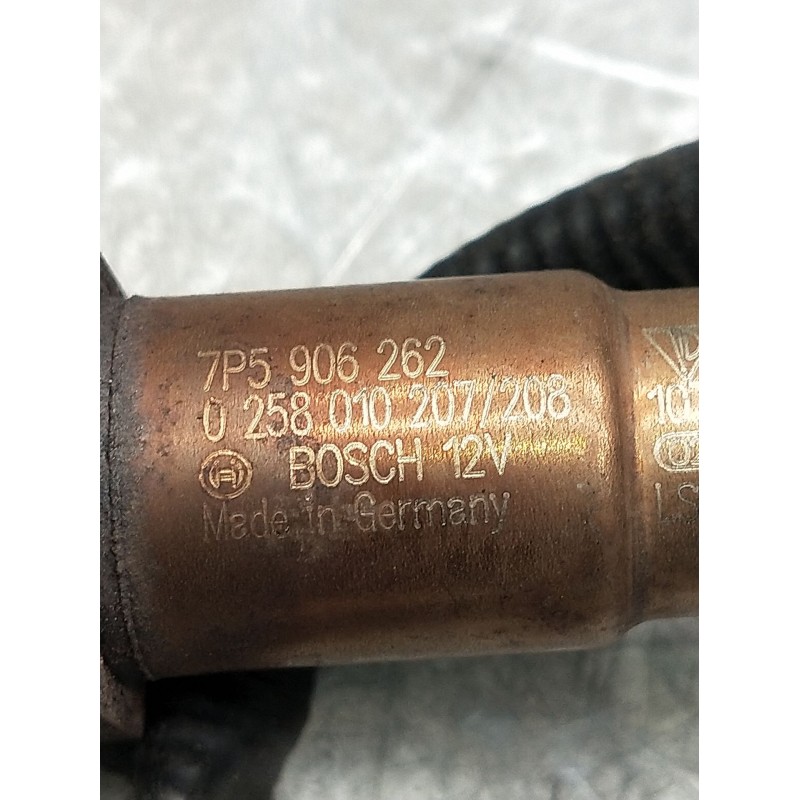 7P5 906 262
0 258 010 207/208
BOSCH 12V
Made in Germany